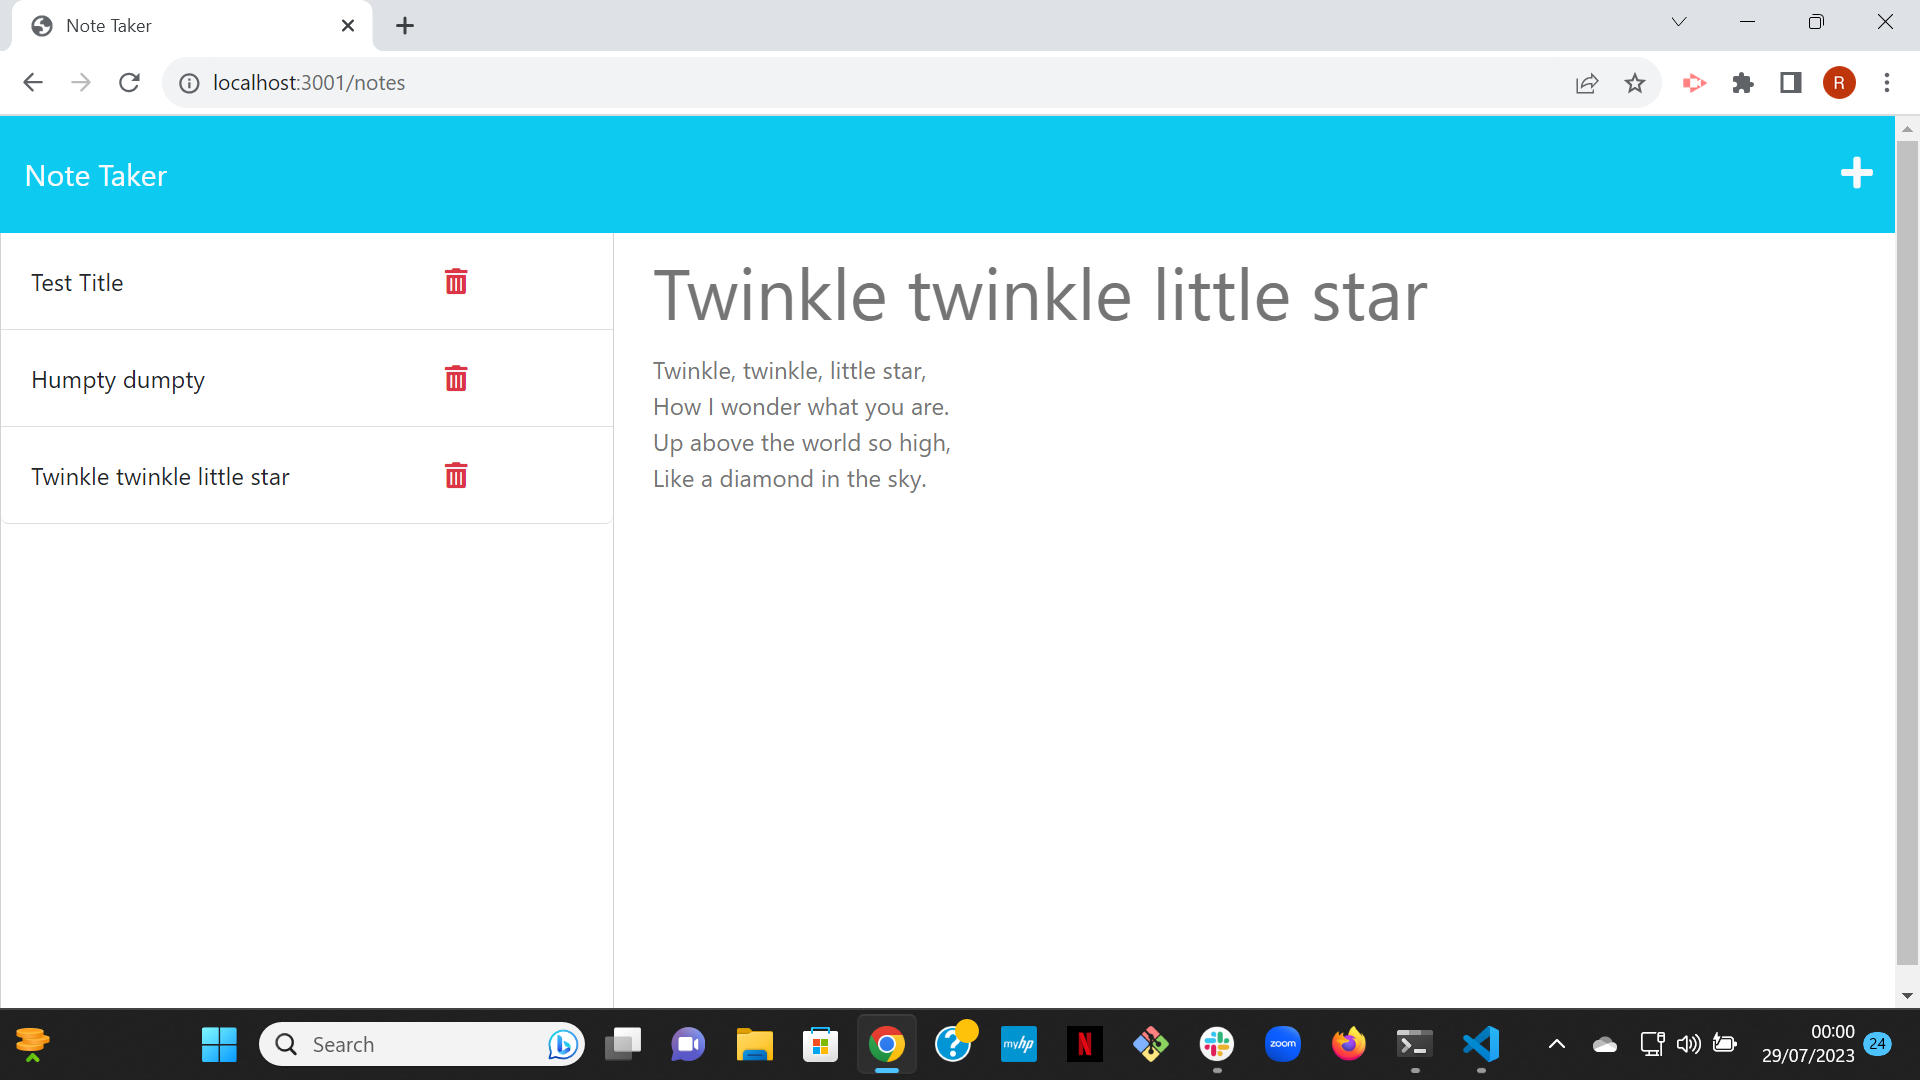 Note Taker
localhost:3001/notes
R
Note Taker
Test Title
Humpty dumpty
Twinkle twinkle little star
Twinkle twinkle little star
Twinkle, twinkle, little star,
How I wonder what you are.
Up above the world so high,
Like a diamond in the sky.
Search
myhp
N
zoom
00:00
29/07/2023
24